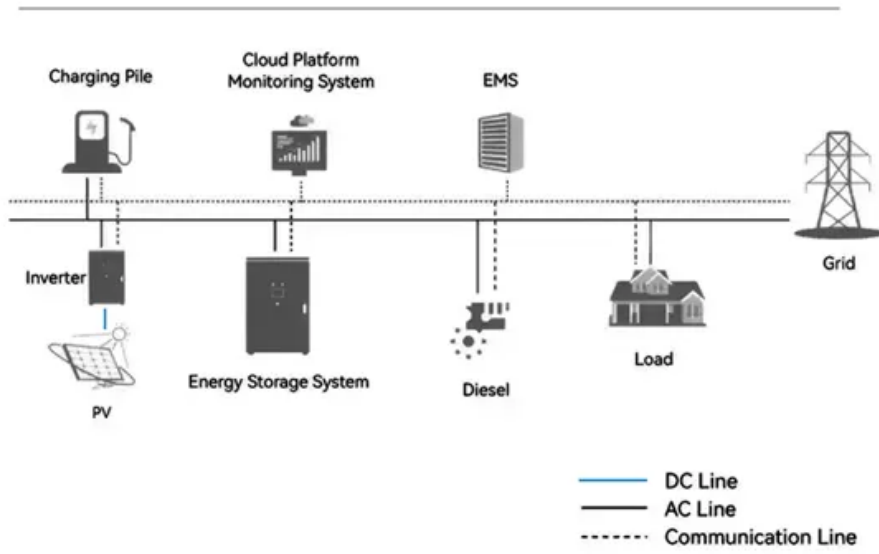 Charging Pile
Cloud Platform
Monitoring System
EMS
Inverter
Grid
Energy Storage System
Diesel
Load
PV
DC Line
AC Line
Communication Line